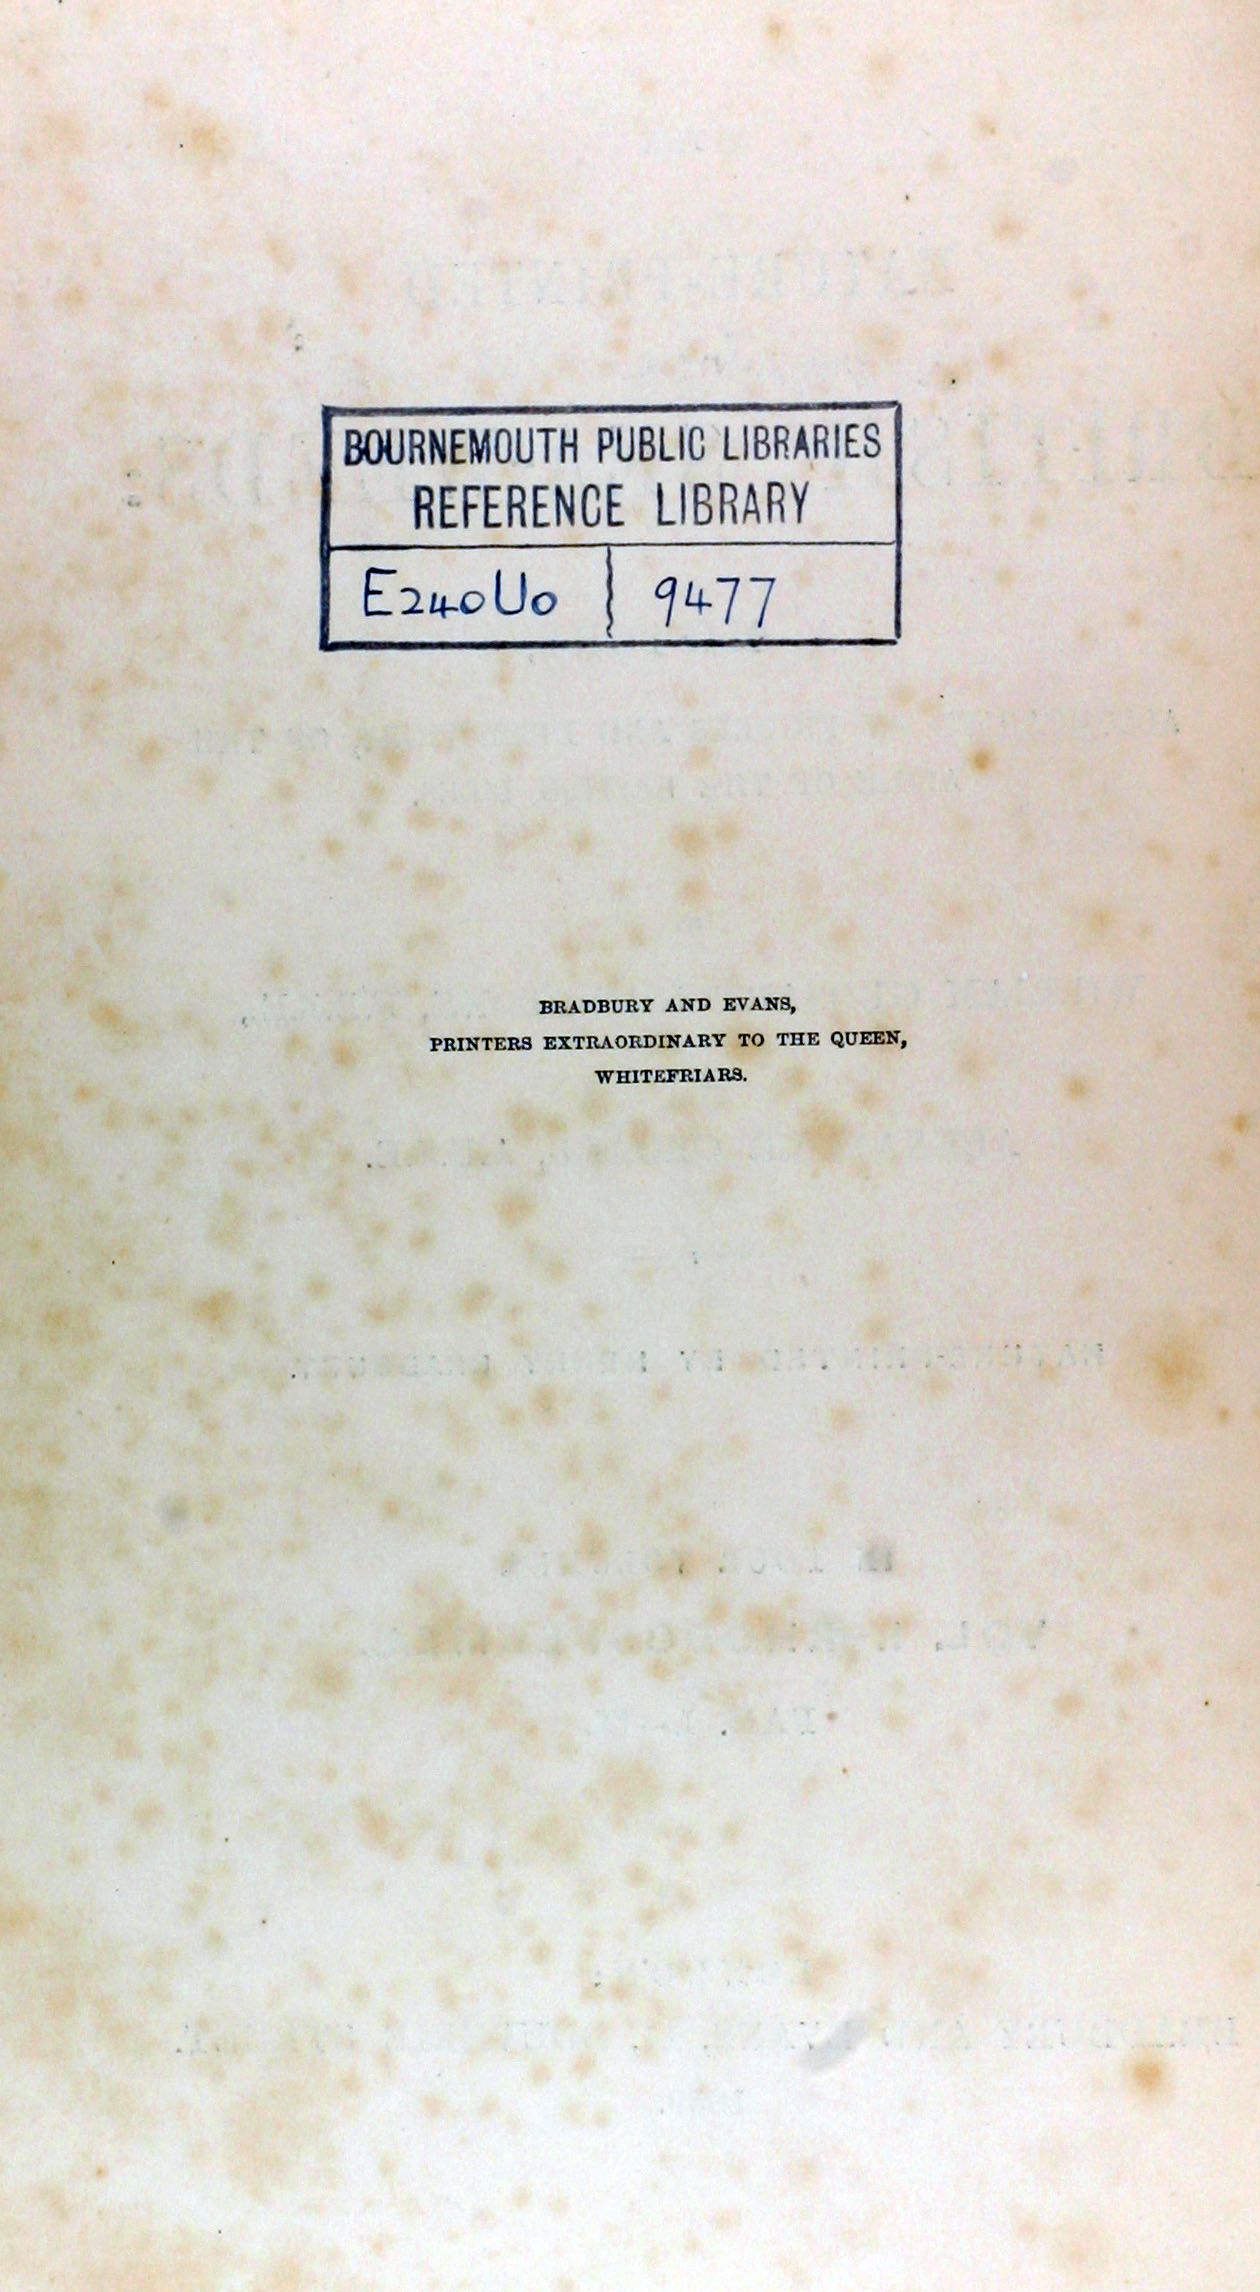 BOURNEMOUTH PUBLIC LIBRARIES
REFERENCE LIBRARY
E240U0 9477
BRADBURY AND EVANS,
PRINTERS EXTRAORDINARY TO THE QUEEN,
WHITEFRIARS.